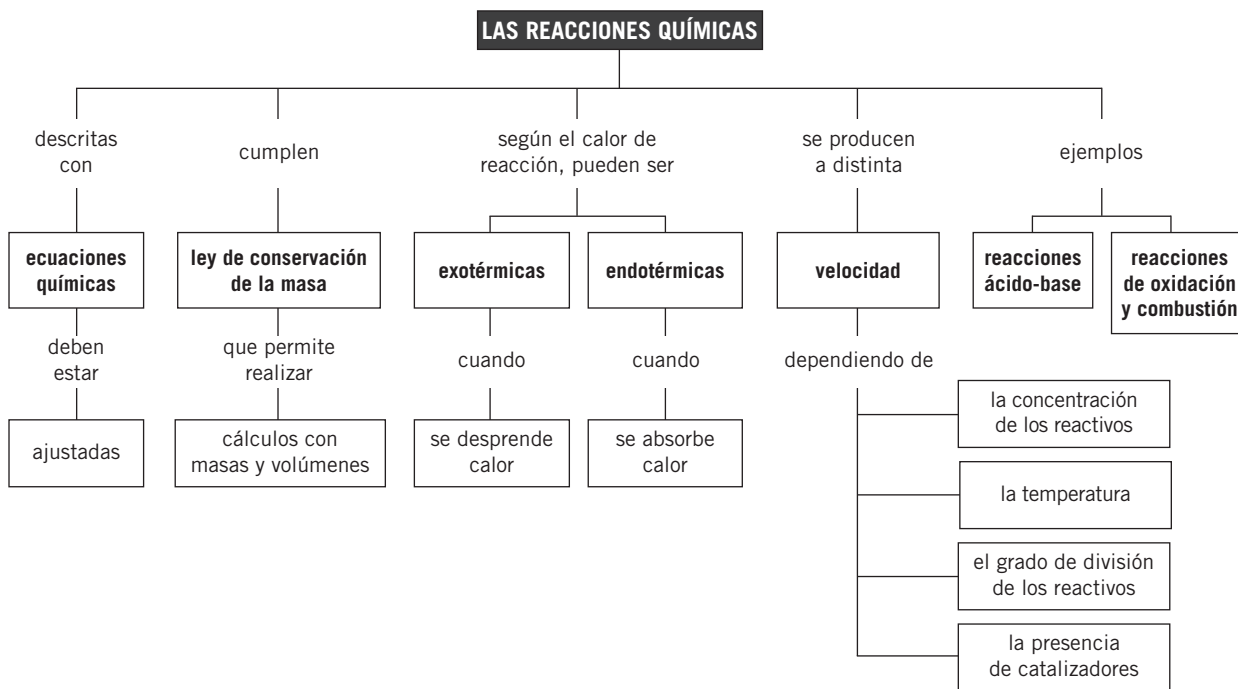 LAS REACCIONES QUÍMICAS
descritas
con
cumplen
según el calor de
reacción, pueden ser
se producen
a distinta
ejemplos
ecuaciones
químicas
ley de conservación
de la masa
exotérmicas
endotérmicas
velocidad
reacciones
ácido-base
reacciones
de oxidación
y combustión
deben
estar
que permite
realizar
cuando
cuando
dependiendo de
ajustadas
cálculos con
masas y volúmenes
se desprende
calor
se absorbe
calor
la concentración
de los reactivos
la temperatura
el grado de división
de los reactivos
la presencia
de catalizadores